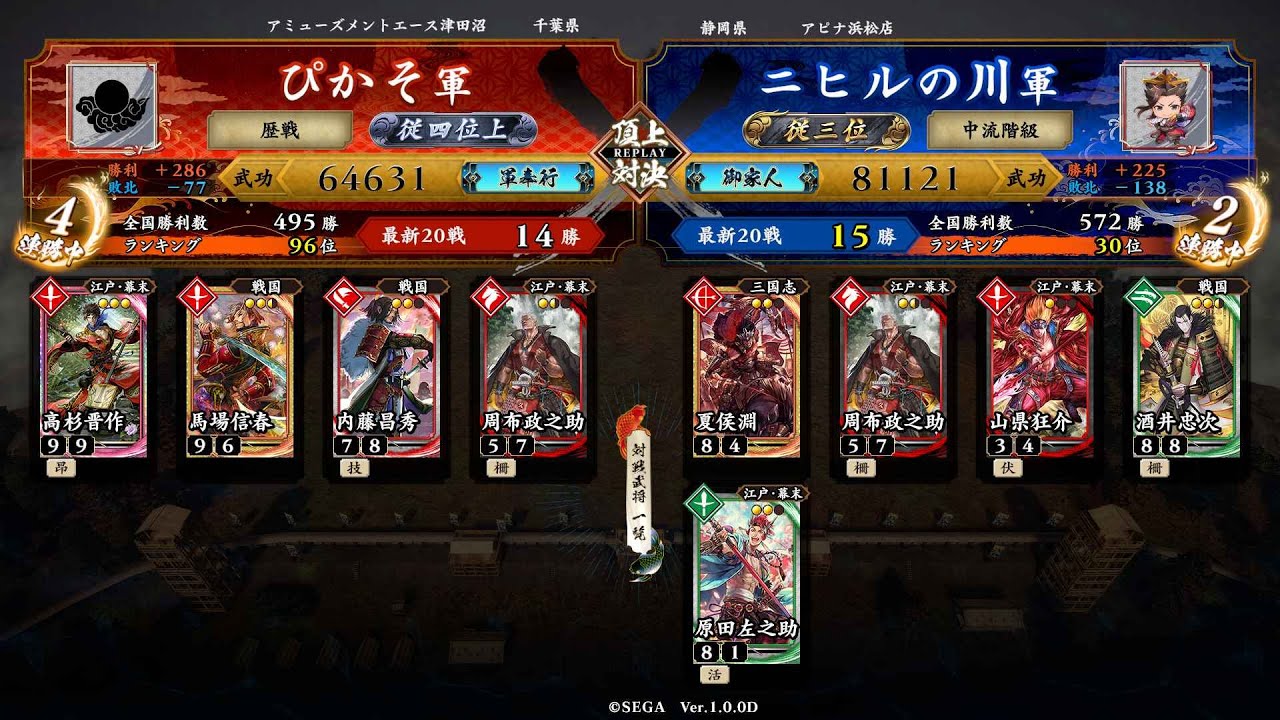 アミューズメントエース津田沼 千葉県
静岡県 アピナ浜松店
ぴかそ軍
ニヒルの川軍
歴戦 従四位上
頂上
REPLAY
対決
従三位 中流階級
勝利 +286
敗北 -77
武功 64631 軍奉行
御家人 81121 武功
勝利 +225
敗北 -138
4
連勝中
全国勝利数 495勝
ランキング 96位
最新20戦 14勝
最新20戦 15勝
全国勝利数 572勝
ランキング 30位
2
連勝中
江戸・幕末
高杉晋作
9 9
昂
戦国
馬場信春
9 6
戦国
内藤昌秀
7 8
技
江戸・幕末
周布政之助
5 7
柵
対戦武将一覧
三国志
夏侯淵
8 4
江戸・幕末
周布政之助
5 7
柵
江戸・幕末
山県狂介
3 4
伏
戦国
酒井忠次
8 8
柵
江戸・幕末
原田左之助
8 1
活
©SEGA Ver.1.0.0D